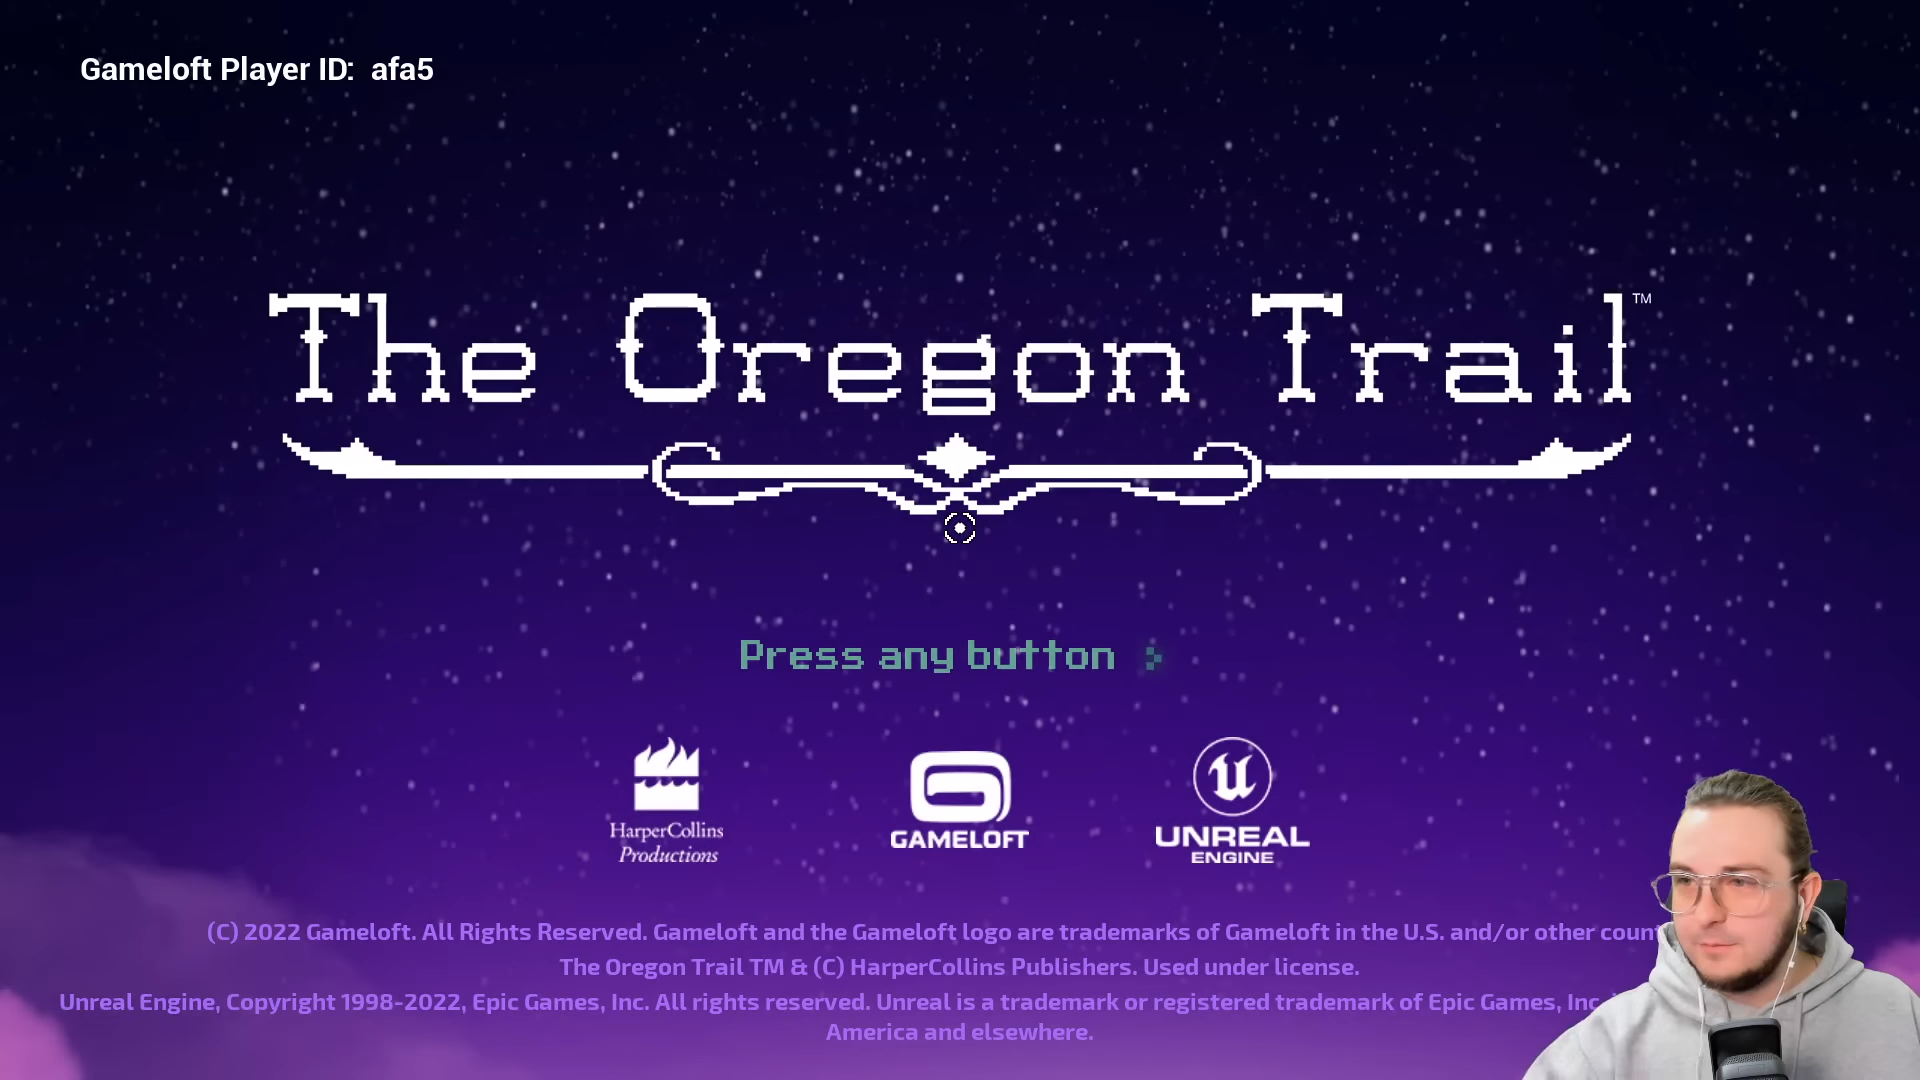 Gameloft Player ID: afa5
The Oregon Trail™
Press any button
HarperCollins
Productions
GAMELOFT
UNREAL
ENGINE
(C) 2022 Gameloft. All Rights Reserved. Gameloft and the Gameloft logo are trademarks of Gameloft in the U.S. and/or other
The Oregon Trail TM & (C) HarperCollins Publishers. Used under license.
Unreal Engine, Copyright 1998-2022, Epic Games, Inc. All rights reserved. Unreal is a trademark or registered trademark of Epic Games, Inc
America and elsewhere.